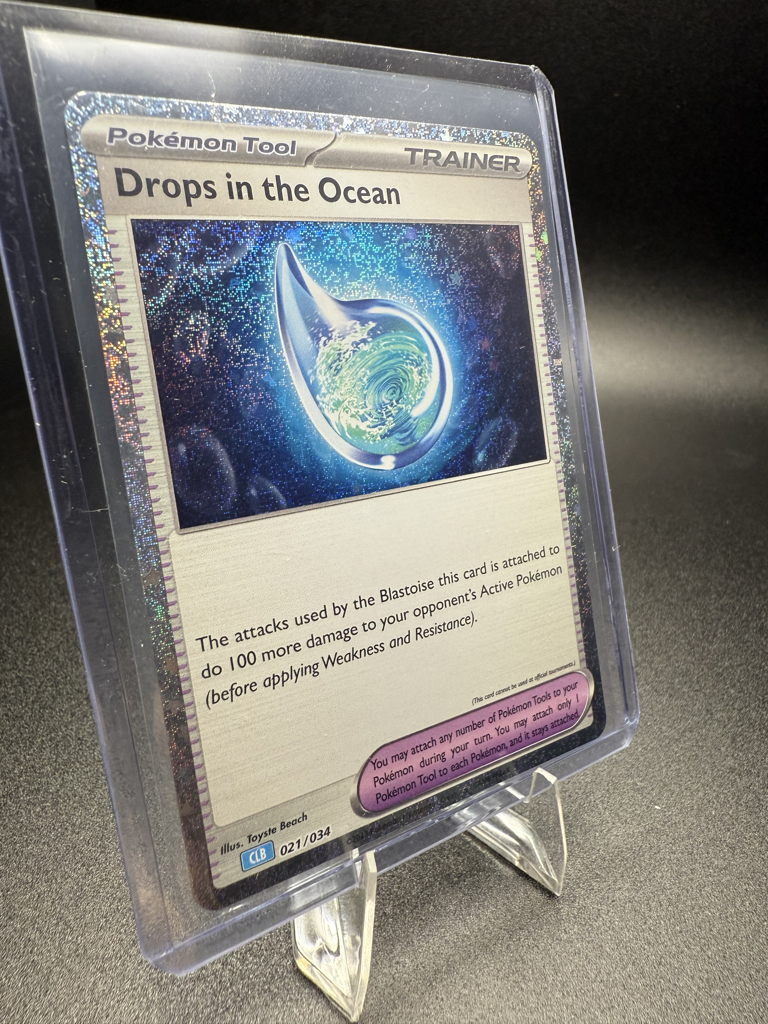 Pokémon Tool
TRAINER
Drops in the Ocean
The attacks used by the Blastoise this card is attached to
do 100 more damage to your opponent's Active Pokémon
(before applying Weakness and Resistance).
(This card cannot be used at official tournaments.)
You may attach any number of Pokémon Tools to your
Pokémon during your turn. You may attach only 1
Pokémon Tool to each Pokémon, and it stays attached.
Illus. Toyste Beach
CLB 021/034